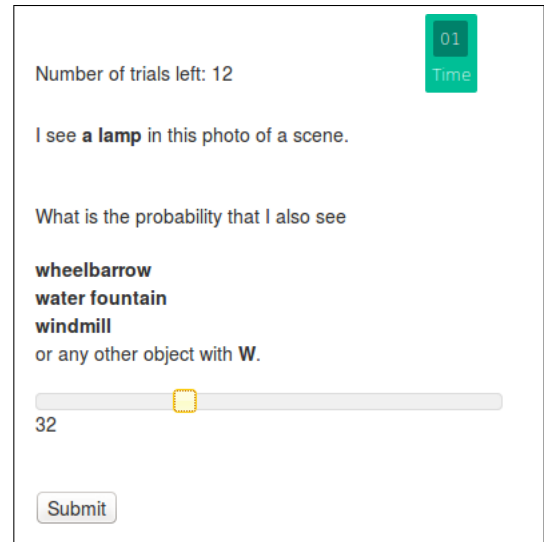 01
Time
Number of trials left: 12
I see a lamp in this photo of a scene.
What is the probability that I also see
wheelbarrow
water fountain
windmill
or any other object with W.
32
Submit